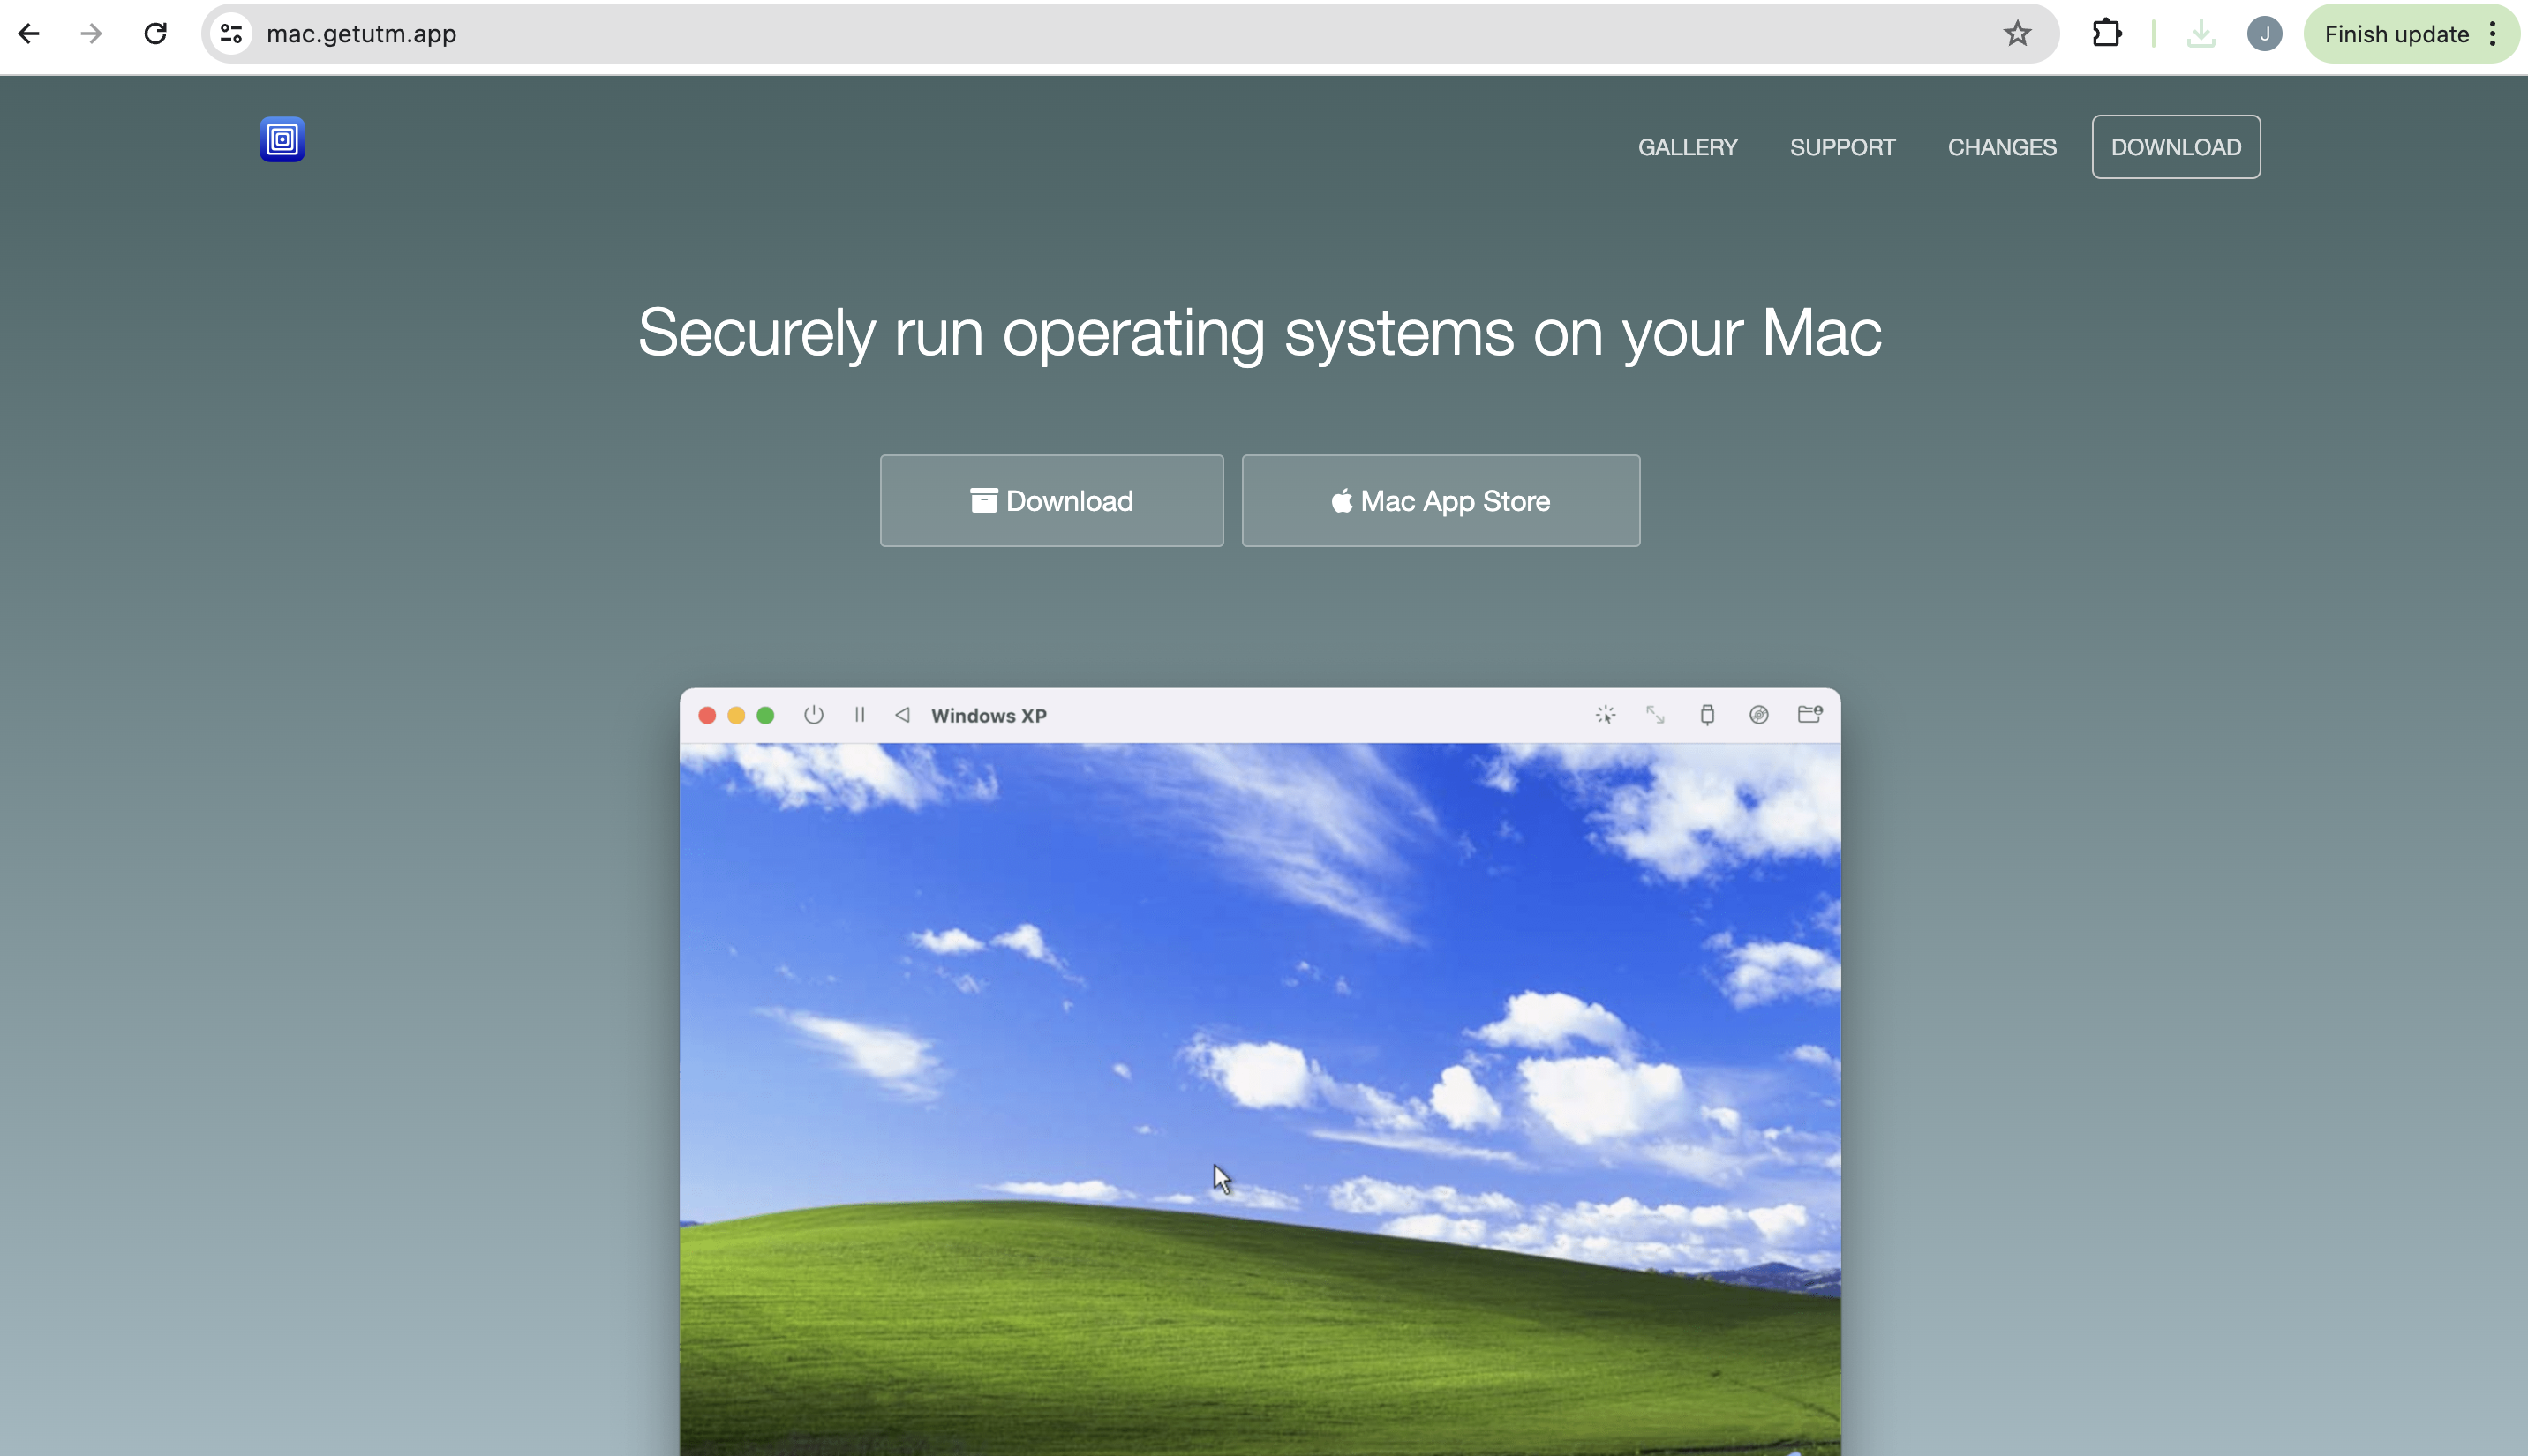 mac.getutm.app
J
Finish update
GALLERY SUPPORT CHANGES DOWNLOAD
Securely run operating systems on your Mac
Download
Mac App Store
Windows XP